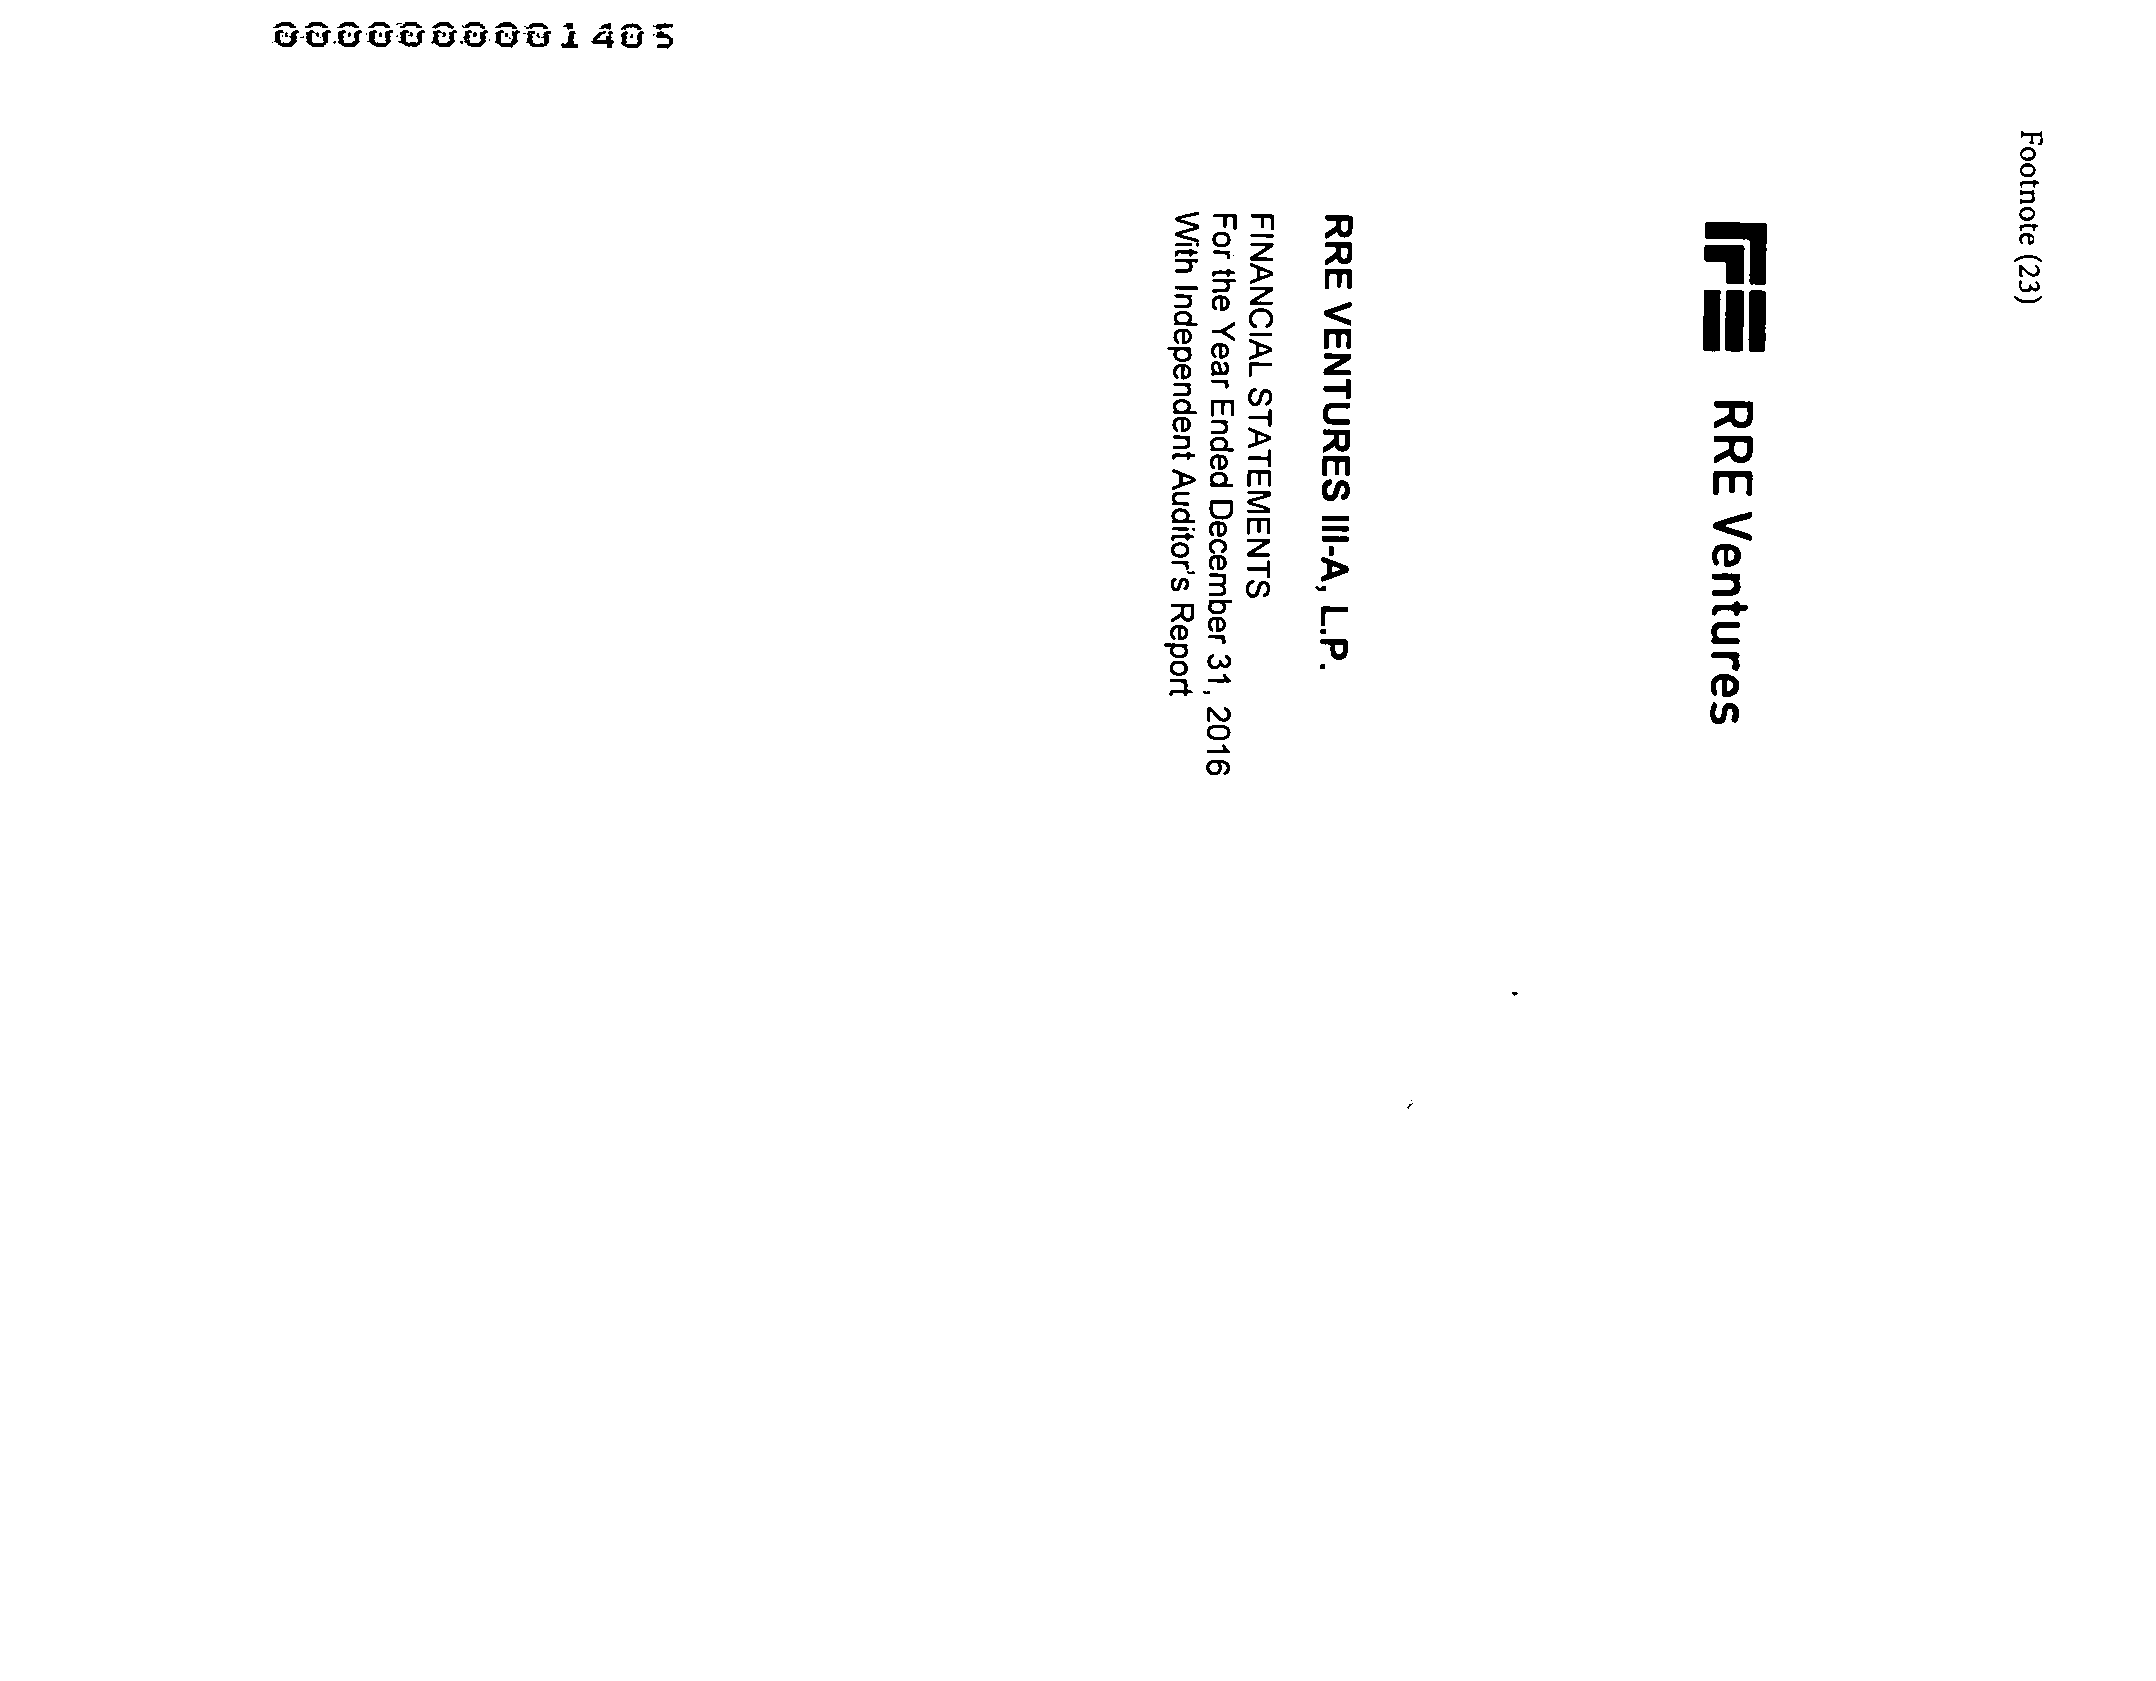 0000000001405
Footnote (23)
RRE Ventures
RRE VENTURES III-A, L.P.
FINANCIAL STATEMENTS
For the Year Ended December 31, 2016
With Independent Auditor's Report